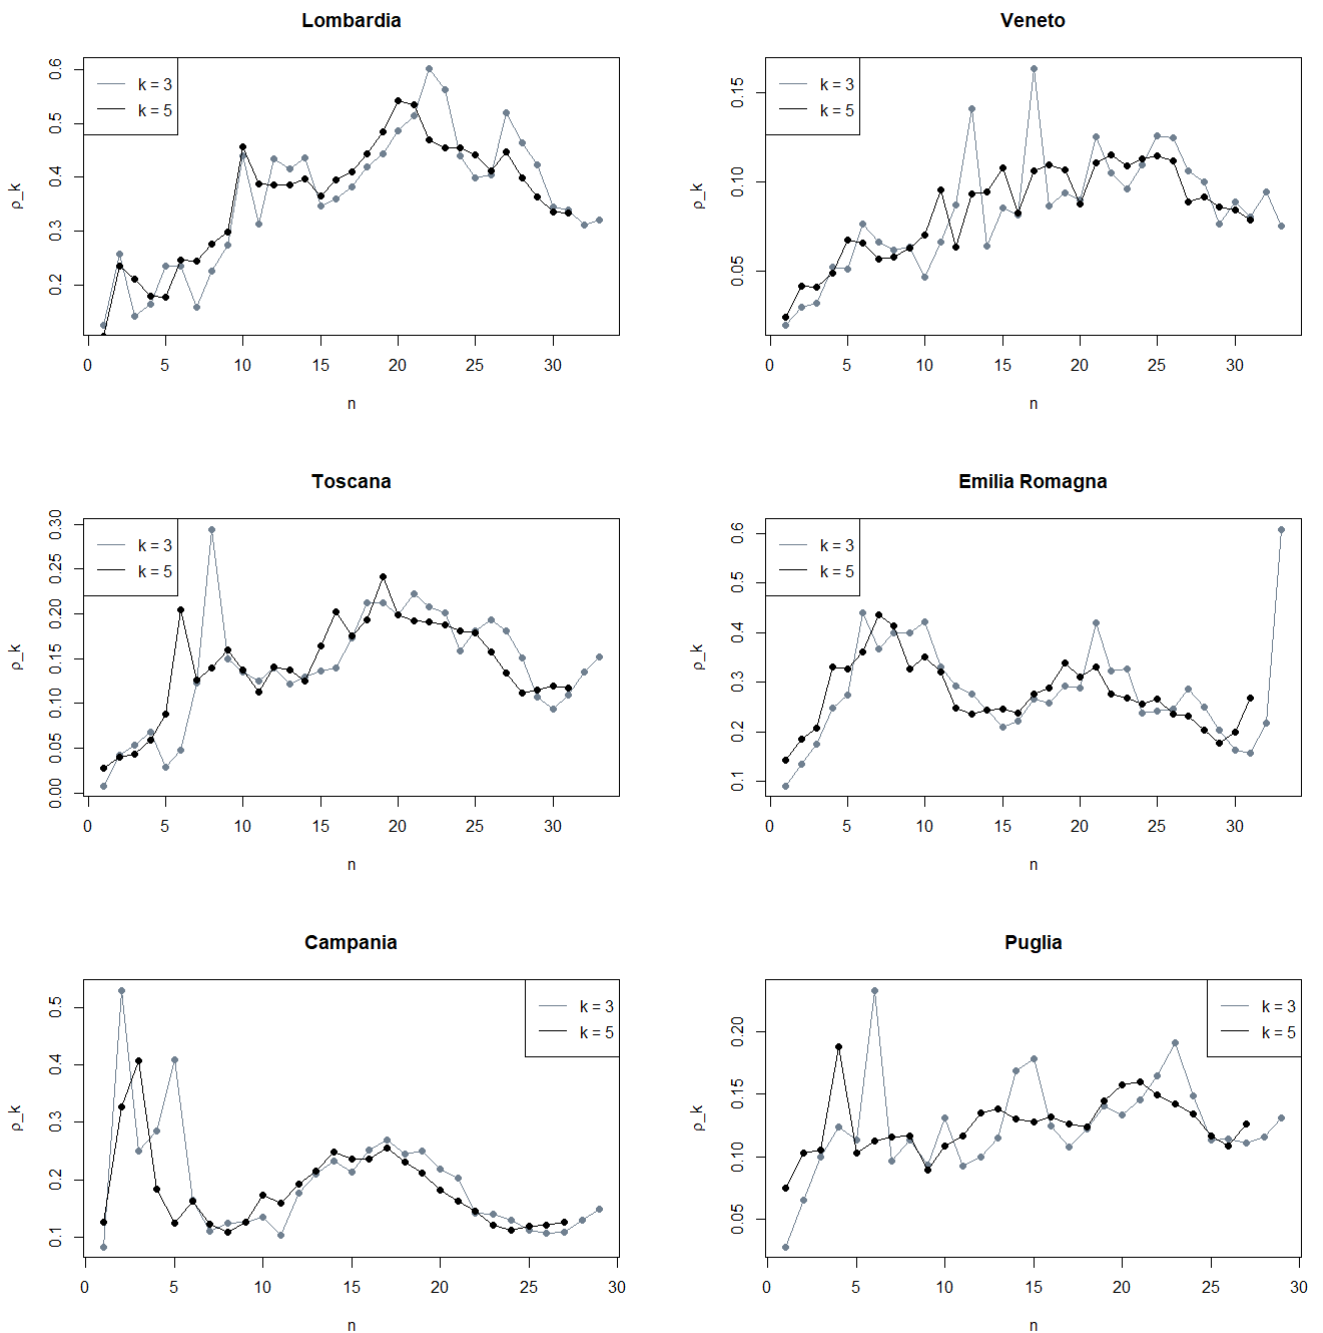 Lombardia
k = 3
k = 5
ρ_k
0.2 0.3 0.4 0.5 0.6
0 5 10 15 20 25 30
n
Veneto
k = 3
k = 5
ρ_k
0.05 0.10 0.15
0 5 10 15 20 25 30
n
Toscana
k = 3
k = 5
ρ_k
0.00 0.05 0.10 0.15 0.20 0.25 0.30
0 5 10 15 20 25 30
n
Emilia Romagna
k = 3
k = 5
ρ_k
0.1 0.2 0.3 0.4 0.5 0.6
0 5 10 15 20 25 30
n
Campania
k = 3
k = 5
ρ_k
0.1 0.2 0.3 0.4 0.5
0 5 10 15 20 25 30
n
Puglia
k = 3
k = 5
ρ_k
0.05 0.10 0.15 0.20
0 5 10 15 20 25 30
n